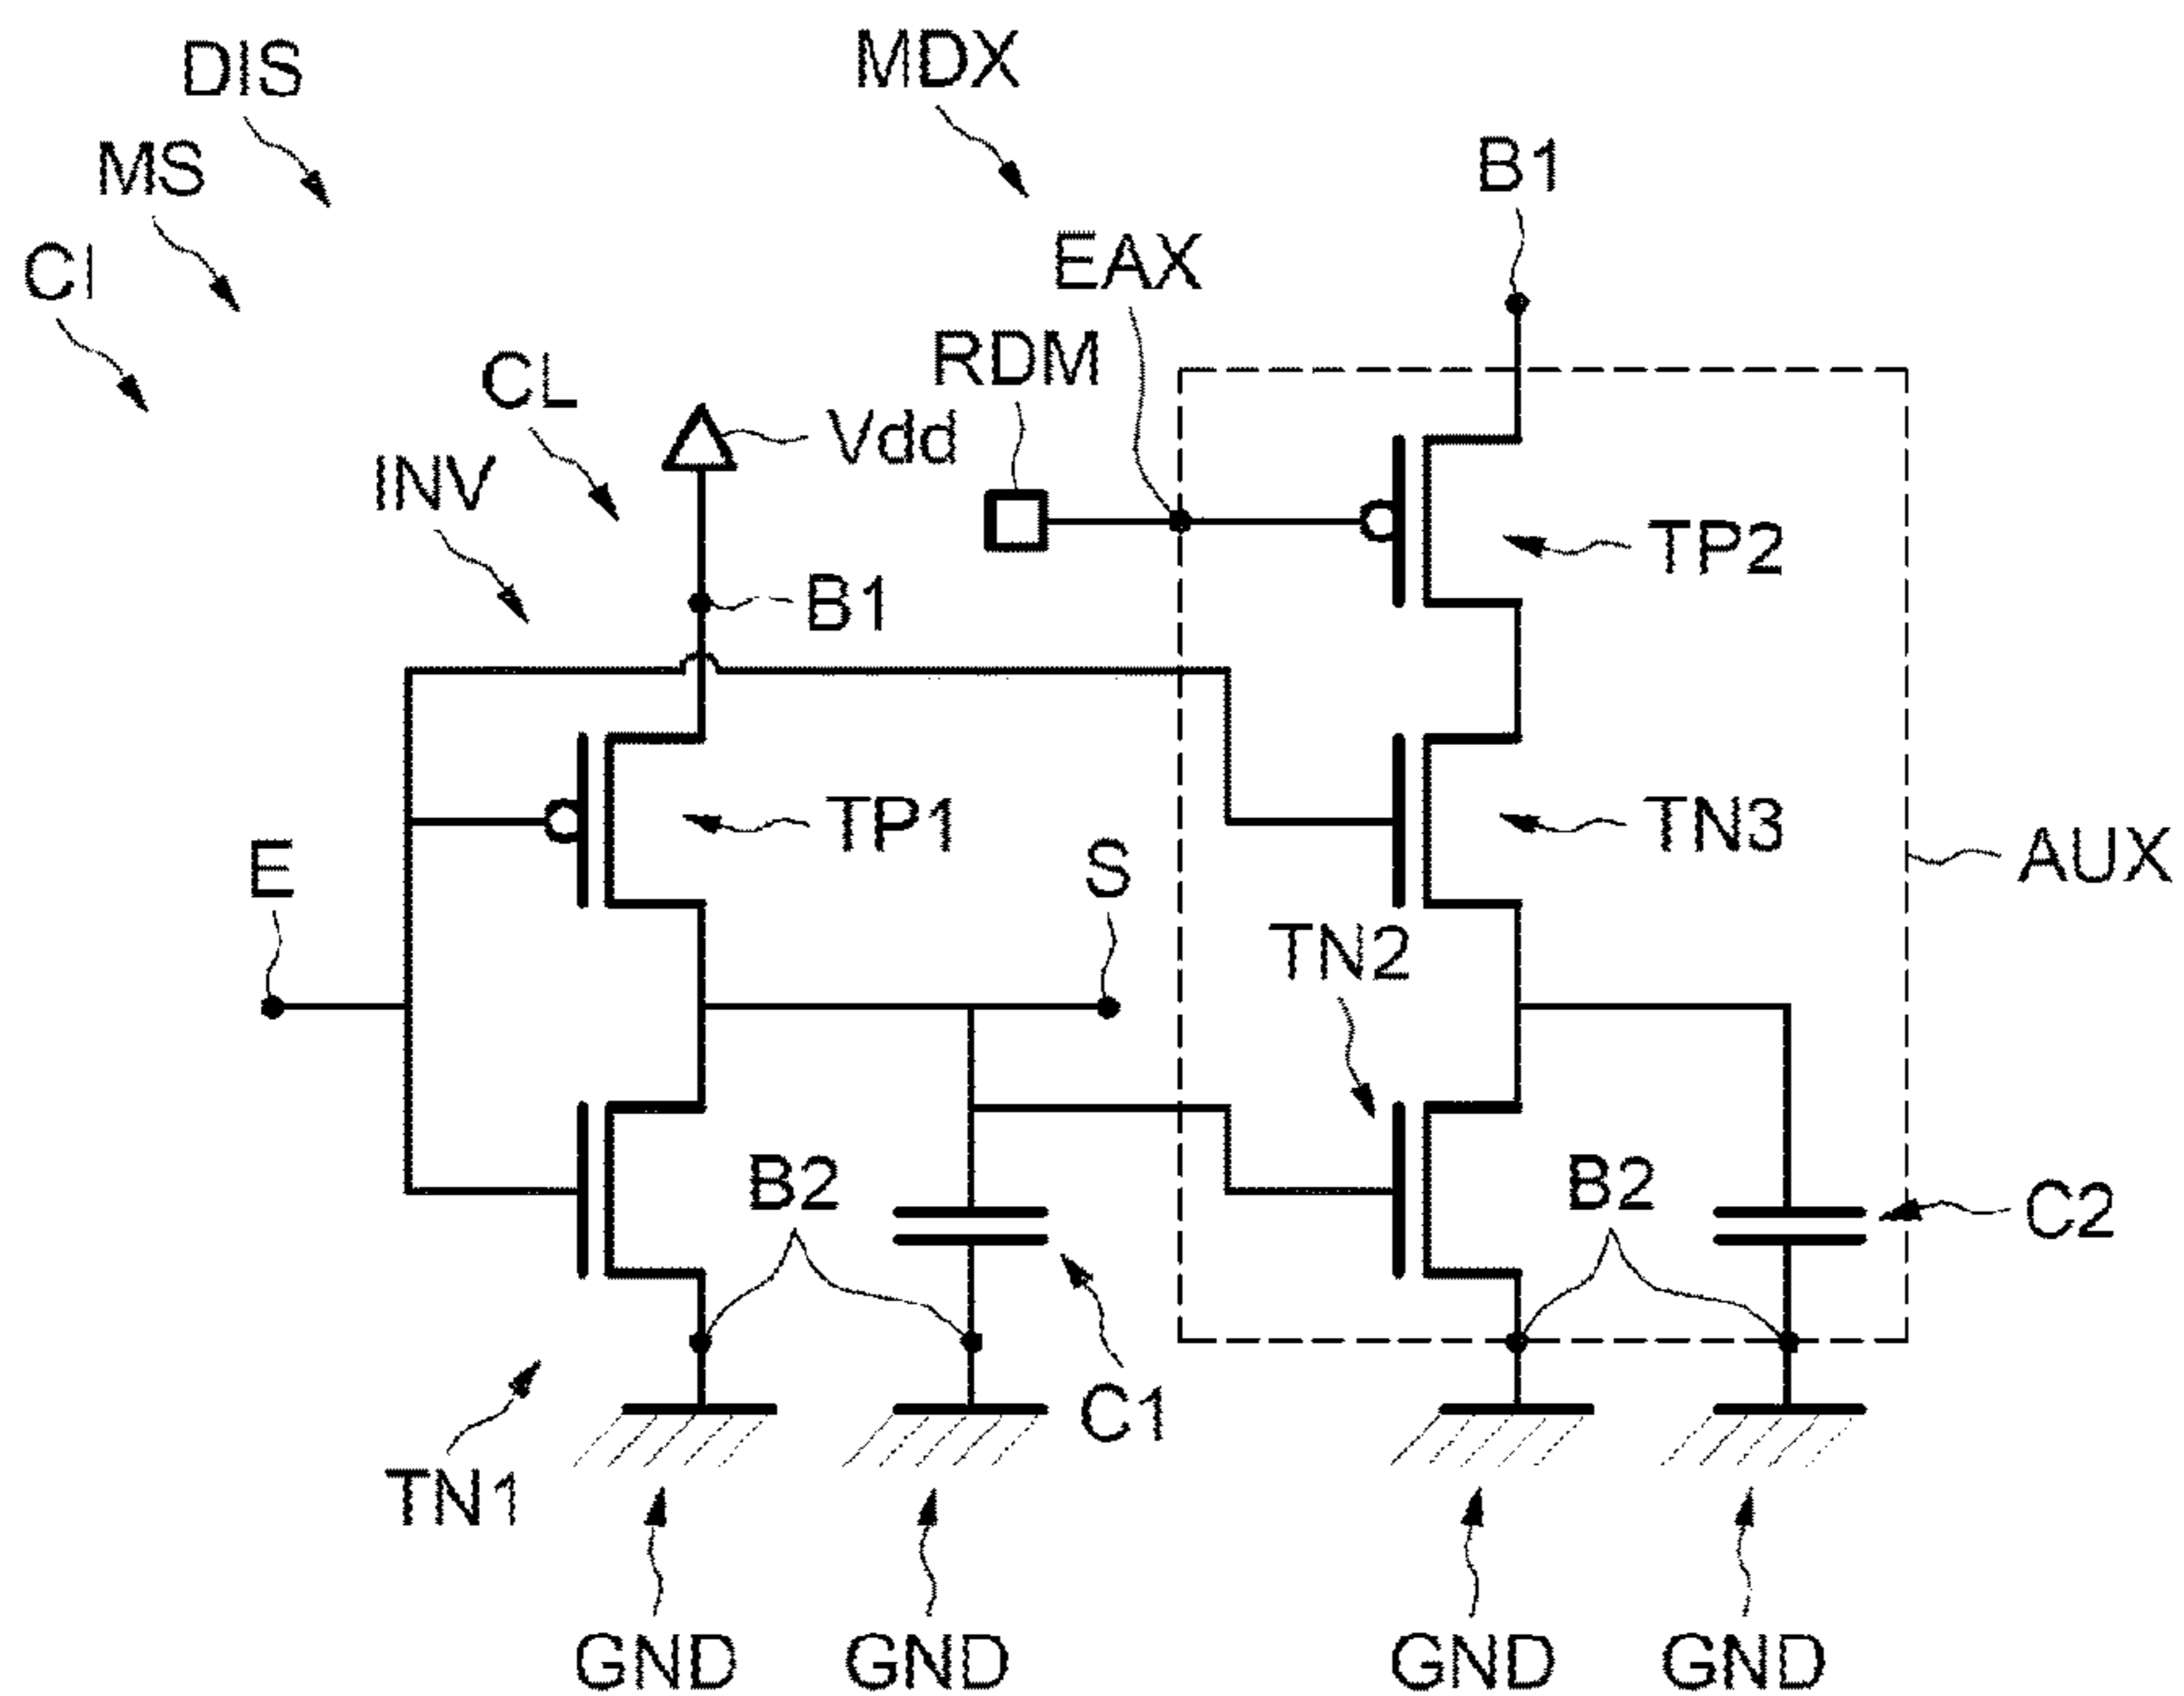 DIS
MDX
MS
B1
CI
EAX
RDM
CL
Vdd
INV
TP2
B1
TP1
TN3
E
S
AUX
TN2
B2
B2
C2
C1
TN1
GND
GND
GND
GND